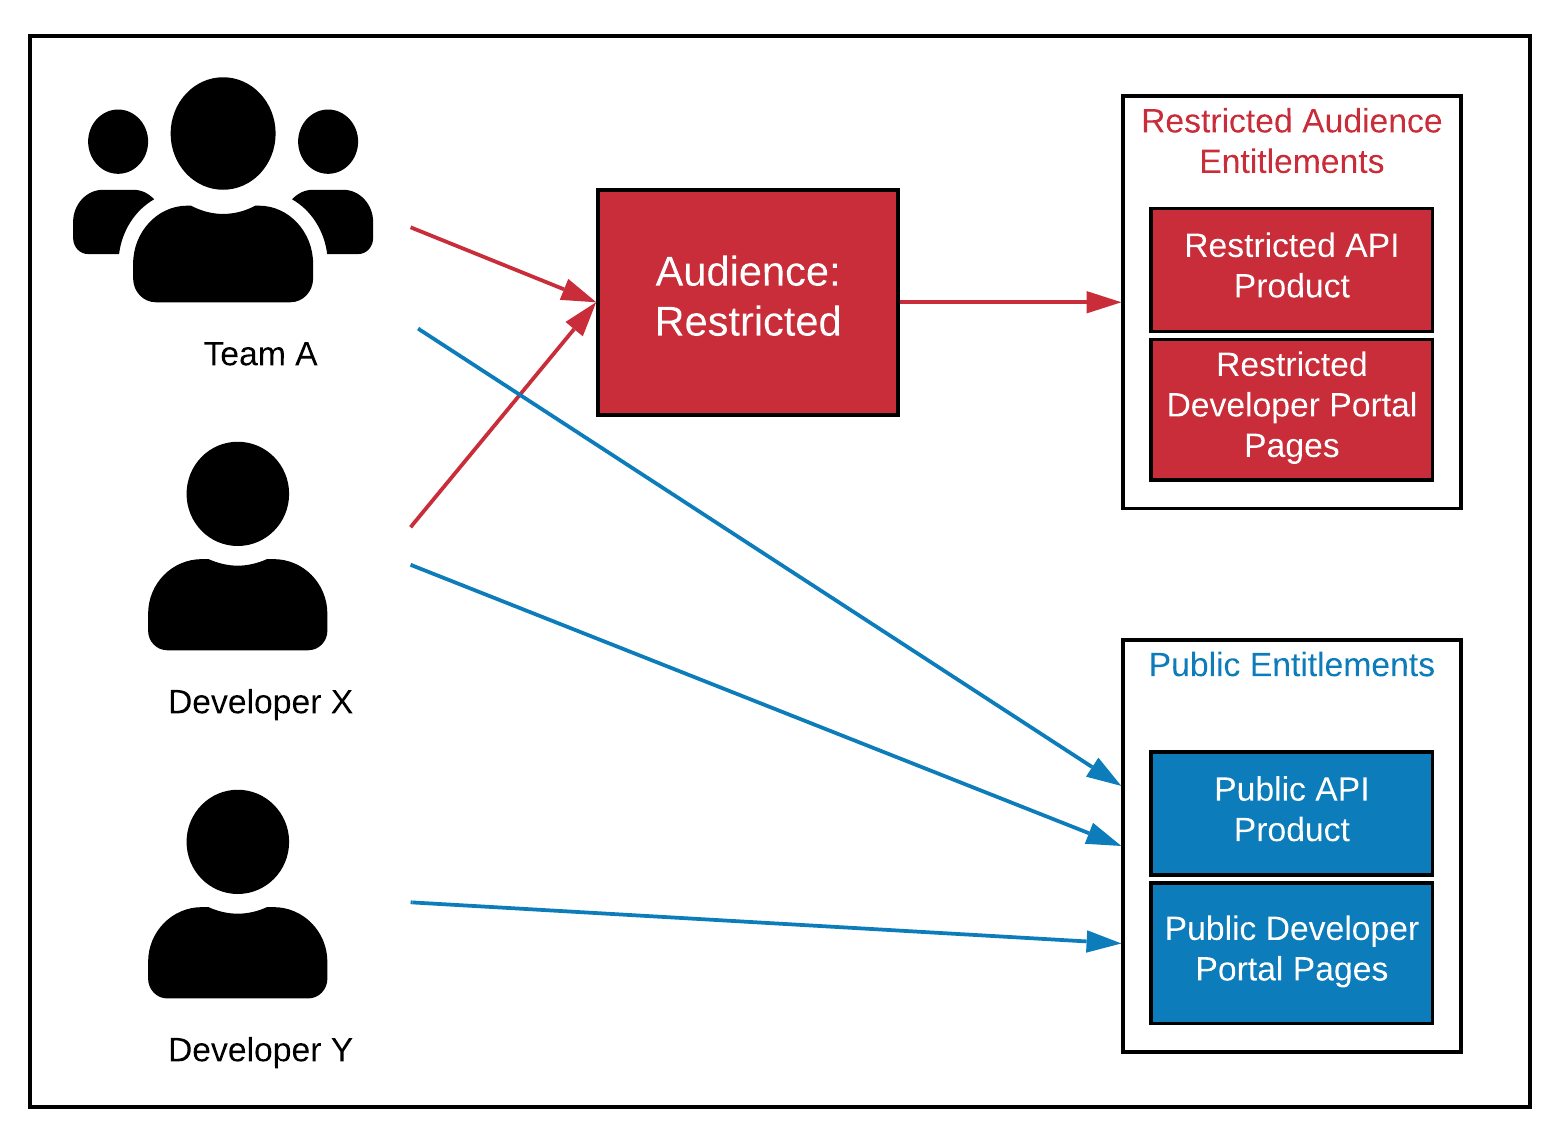 Team A
Developer X
Developer Y
Audience:
Restricted
Restricted Audience
Entitlements
Restricted API
Product
Restricted
Developer Portal
Pages
Public Entitlements
Public API
Product
Public Developer
Portal Pages